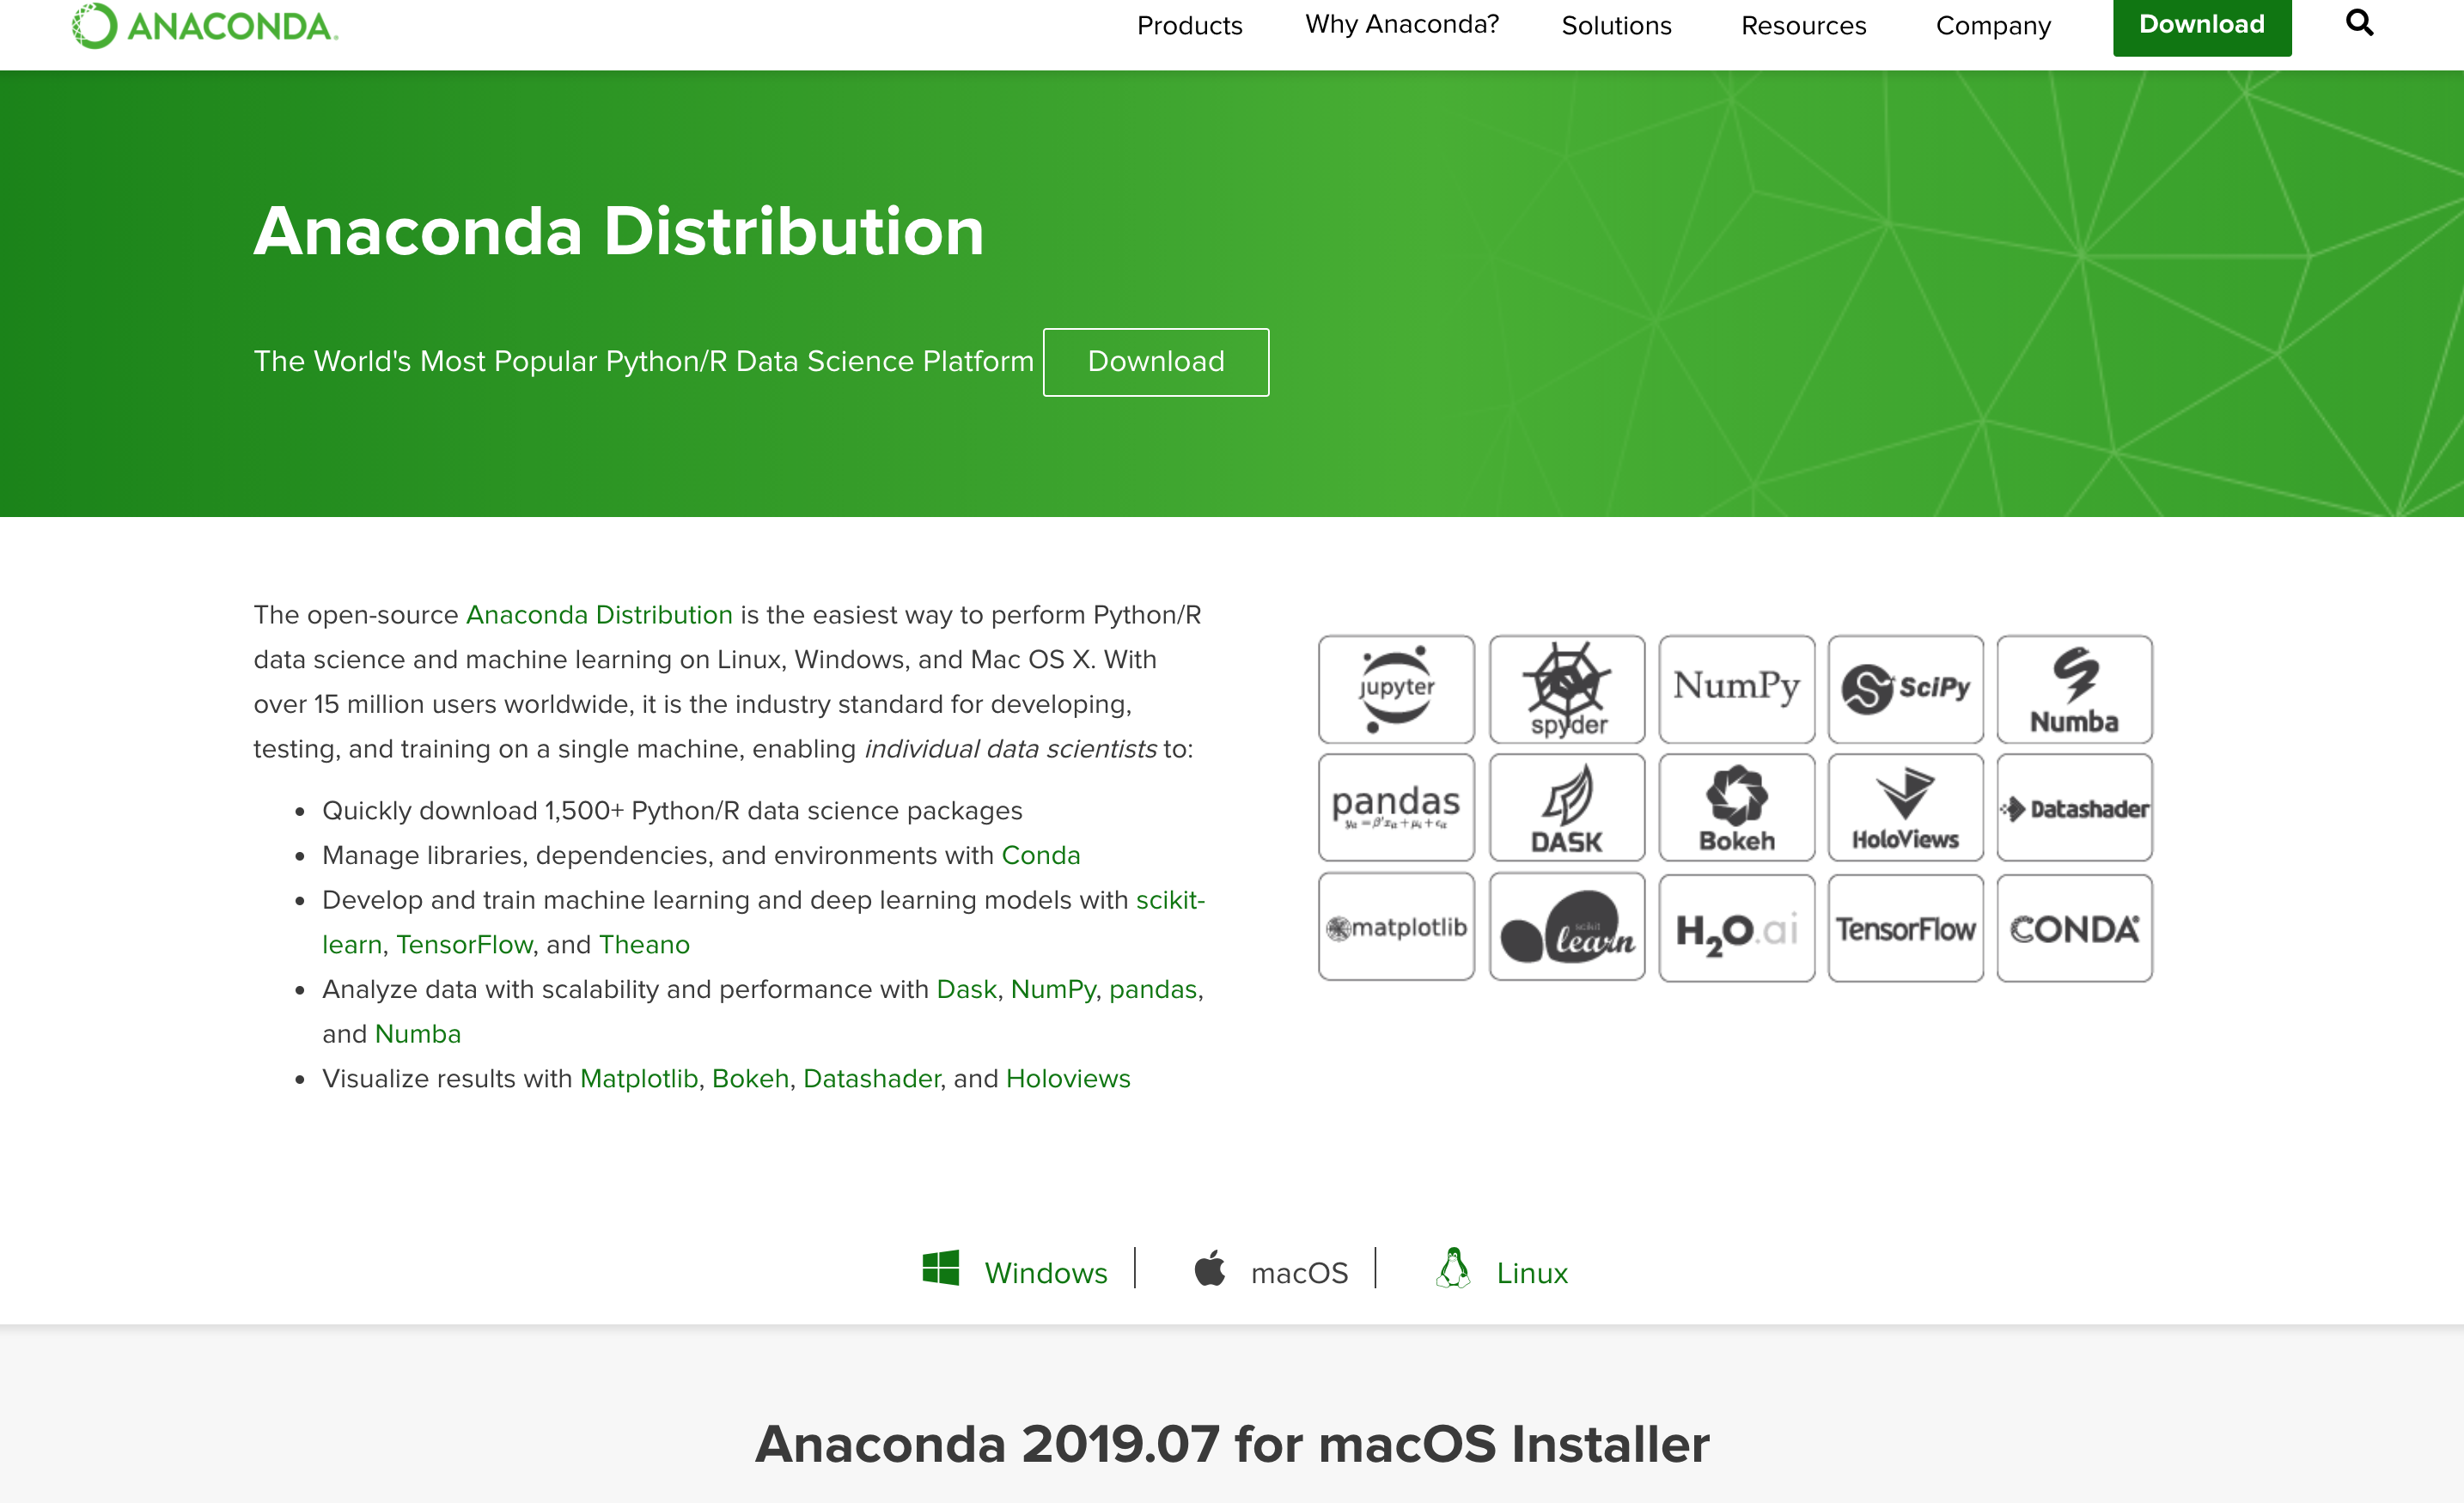 ANACONDA.
Products Why Anaconda? Solutions Resources Company Download
Anaconda Distribution
The World's Most Popular Python/R Data Science Platform Download
The open-source Anaconda Distribution is the easiest way to perform Python/R
data science and machine learning on Linux, Windows, and Mac OS X. With
over 15 million users worldwide, it is the industry standard for developing,
testing, and training on a single machine, enabling individual data scientists to:
• Quickly download 1,500+ Python/R data science packages
• Manage libraries, dependencies, and environments with Conda
• Develop and train machine learning and deep learning models with scikit-
learn, TensorFlow, and Theano
• Analyze data with scalability and performance with Dask, NumPy, pandas,
and Numba
• Visualize results with Matplotlib, Bokeh, Datashader, and Holoviews
jupyter
spyder
NumPy
SciPy
Numba
pandas
yᵢₜ = β'xᵢₜ + μᵢ + ϵᵢₜ
DASK
Bokeh
HoloViews
Datashader
matplotlib
scikit
learn
H₂O.ai
TensorFlow
CONDA
Windows | macOS | Linux
Anaconda 2019.07 for macOS Installer